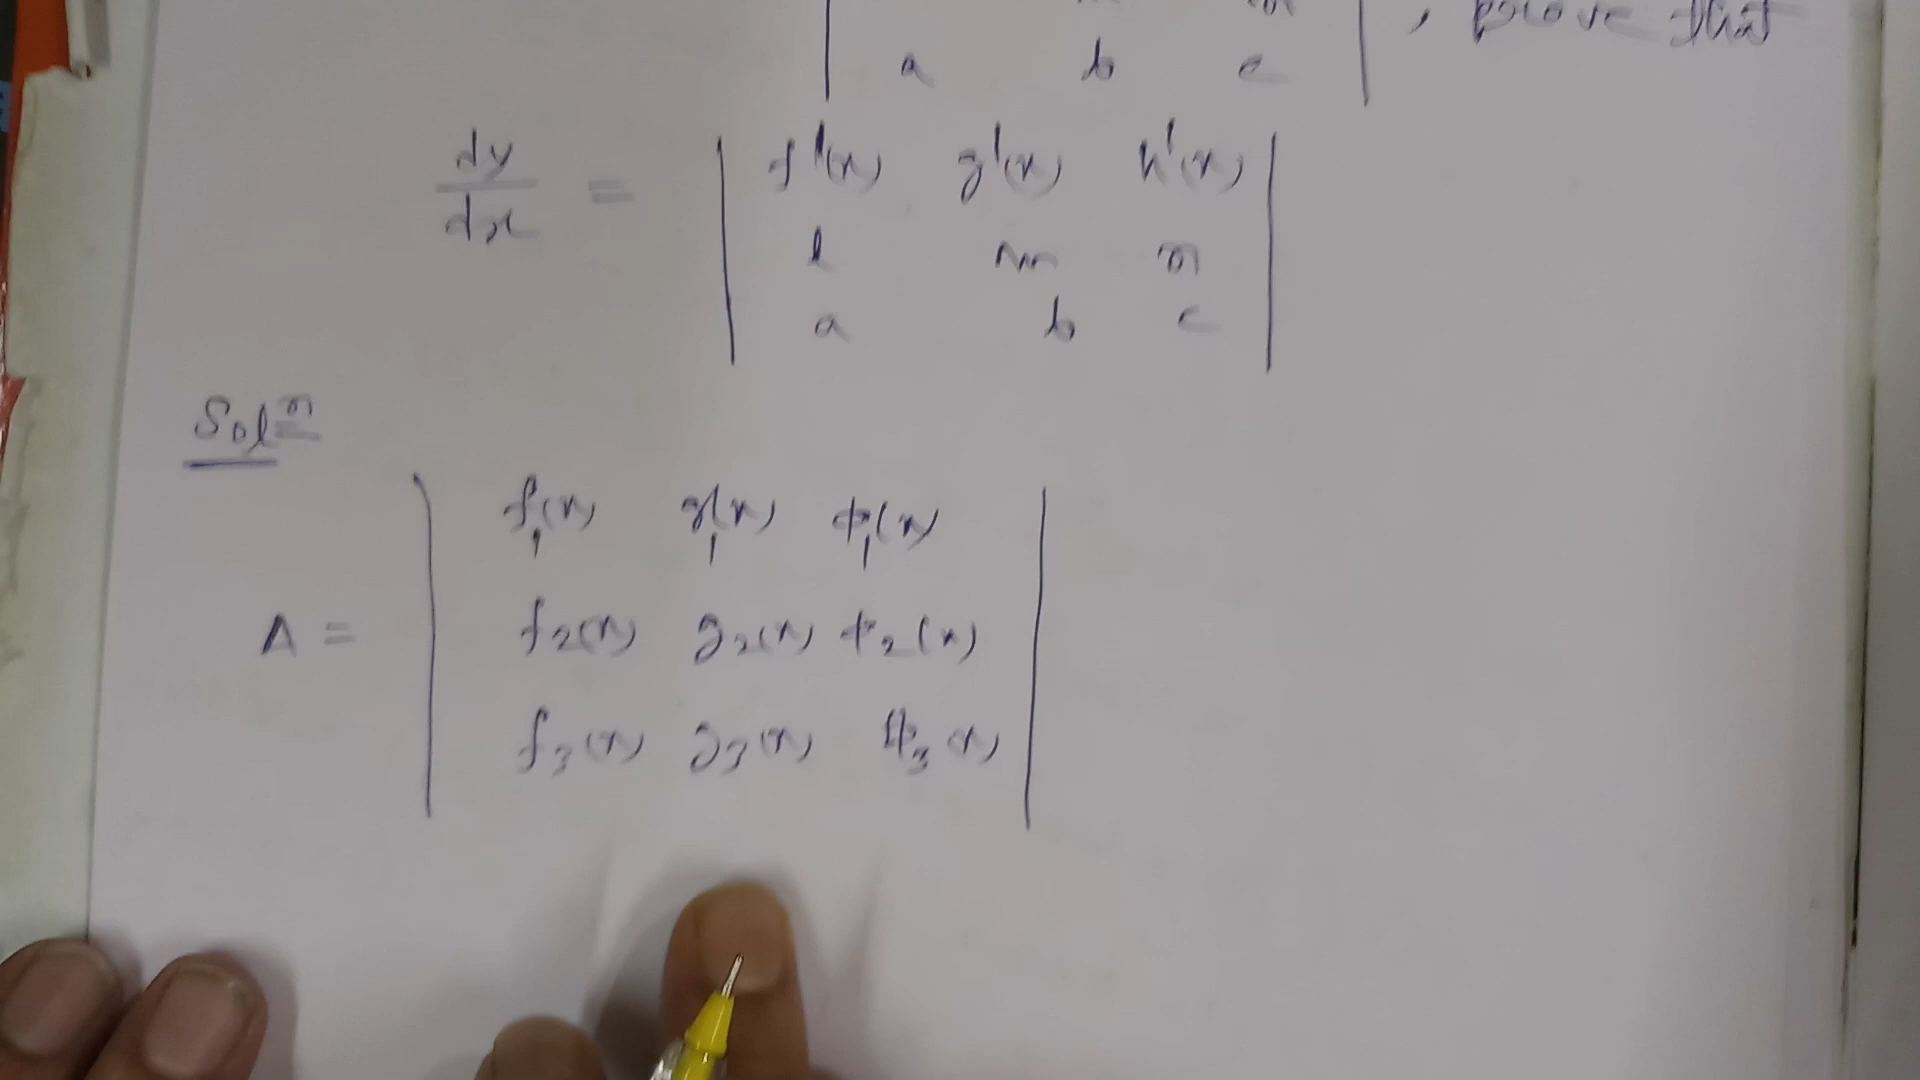 , prove that
a b c
dy/dx = | f'(x) g'(x) h'(x) |
l m n
a b c
Solⁿ
f₁(x) g₁(x) φ₁(x)
Δ = | f₂(x) g₂(x) φ₂(x) |
f₃(x) g₃(x) φ₃(x)